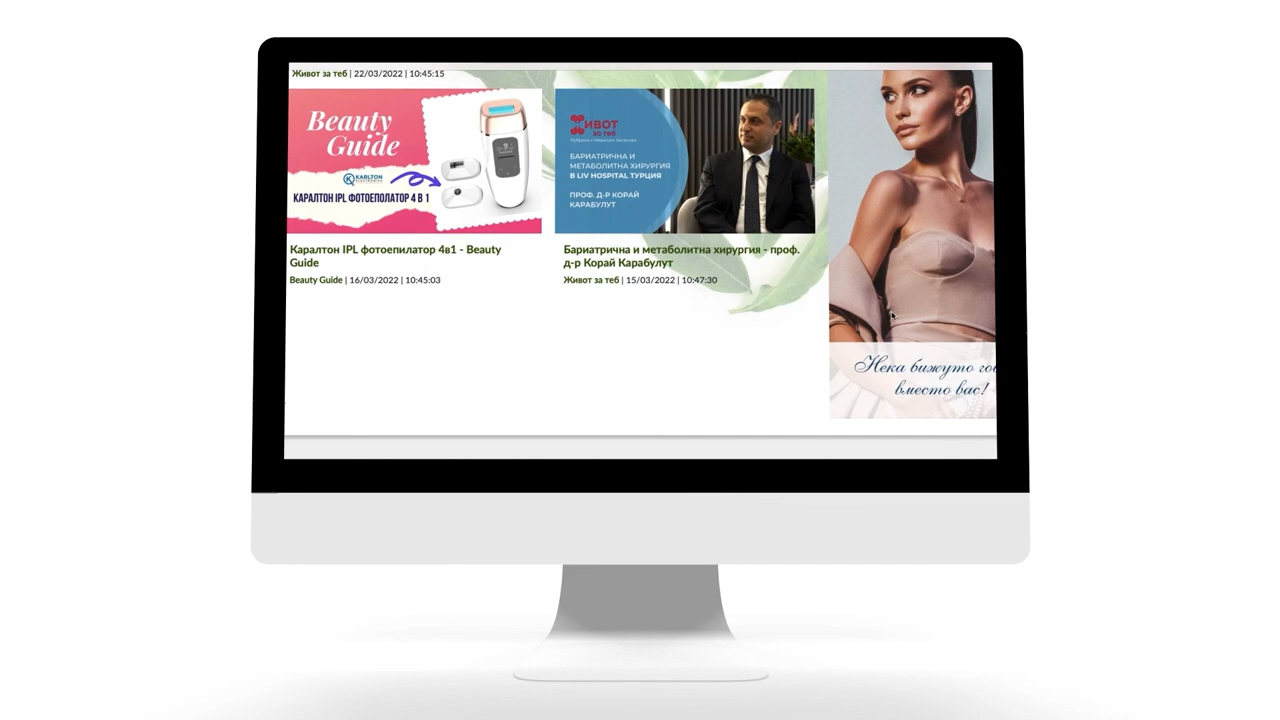 Живот за теб | 22/03/2022 | 10:45:15
Beauty
Guide
KARLTON
КАРАЛТОН IPL ФОТОЕПОЛАТОР 4 В 1
Каралтон IPL фотоепилатор 4в1 - Beauty
Guide
Beauty Guide | 16/03/2022 | 10:45:03
ЖИВОТ
за теб
БАРИАТРИЧНА И
МЕТАБОЛИТНА ХИРУРГИЯ
В LIV HOSPITAL ТУРЦИЯ
ПРОФ. Д-Р КОРАЙ
КАРАБУЛУТ
Бариатрична и метаболитна хирургия - проф.
д-р Корай Карабулут
Живот за теб | 15/03/2022 | 10:47:30
Нека бижуто гов
вместо вас!